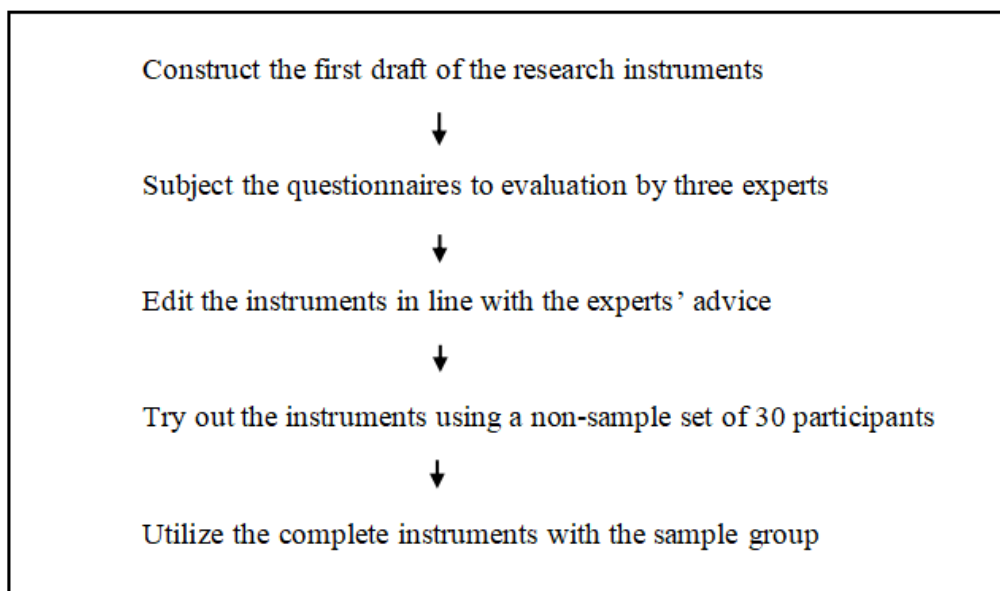 Construct the first draft of the research instruments
Subject the questionnaires to evaluation by three experts
Edit the instruments in line with the experts’ advice
Try out the instruments using a non-sample set of 30 participants
Utilize the complete instruments with the sample group